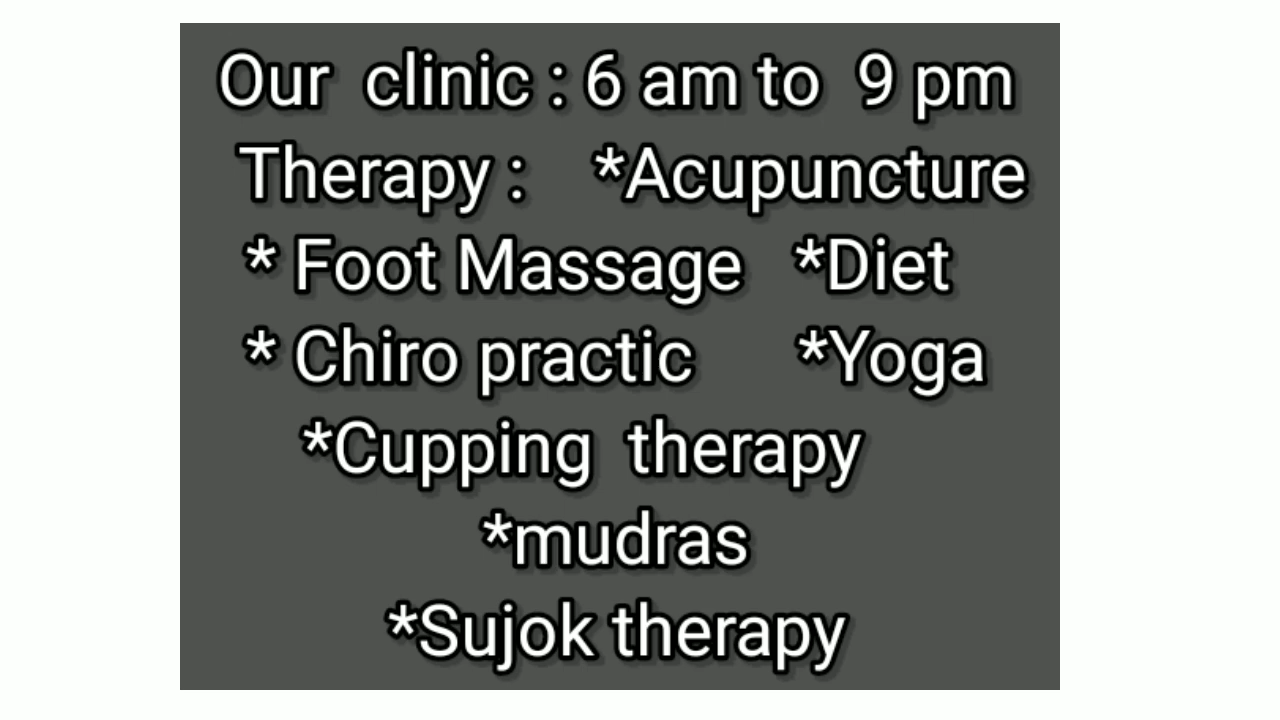 Our clinic : 6 am to 9 pm
Therapy : *Acupuncture
* Foot Massage *Diet
* Chiro practic *Yoga
*Cupping therapy
*mudras
*Sujok therapy